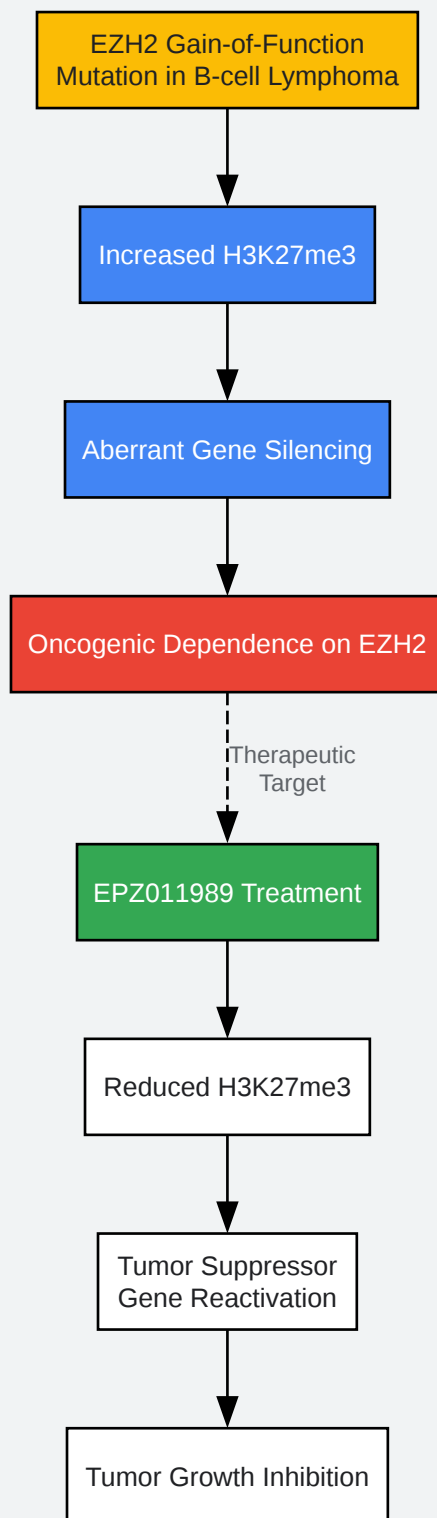 EZH2 Gain-of-Function
Mutation in B-cell Lymphoma
Increased H3K27me3
Aberrant Gene Silencing
Oncogenic Dependence on EZH2
Therapeutic
Target
EPZ011989 Treatment
Reduced H3K27me3
Tumor Suppressor
Gene Reactivation
Tumor Growth Inhibition